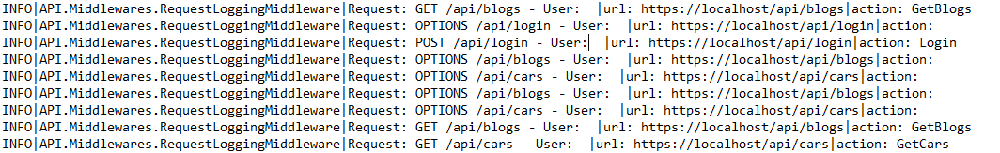 INFO|API.Middlewares.RequestLoggingMiddleware|Request: GET /api/blogs - User:  |url: https://localhost/api/blogs|action: GetBlogs
INFO|API.Middlewares.RequestLoggingMiddleware|Request: OPTIONS /api/login - User:  |url: https://localhost/api/login|action:
INFO|API.Middlewares.RequestLoggingMiddleware|Request: POST /api/login - User:  |url: https://localhost/api/login|action: Login
INFO|API.Middlewares.RequestLoggingMiddleware|Request: OPTIONS /api/blogs - User:  |url: https://localhost/api/blogs|action:
INFO|API.Middlewares.RequestLoggingMiddleware|Request: OPTIONS /api/cars - User:  |url: https://localhost/api/cars|action:
INFO|API.Middlewares.RequestLoggingMiddleware|Request: OPTIONS /api/blogs - User:  |url: https://localhost/api/blogs|action:
INFO|API.Middlewares.RequestLoggingMiddleware|Request: OPTIONS /api/cars - User:  |url: https://localhost/api/cars|action:
INFO|API.Middlewares.RequestLoggingMiddleware|Request: GET /api/blogs - User:  |url: https://localhost/api/blogs|action: GetBlogs
INFO|API.Middlewares.RequestLoggingMiddleware|Request: GET /api/cars - User:  |url: https://localhost/api/cars|action: GetCars